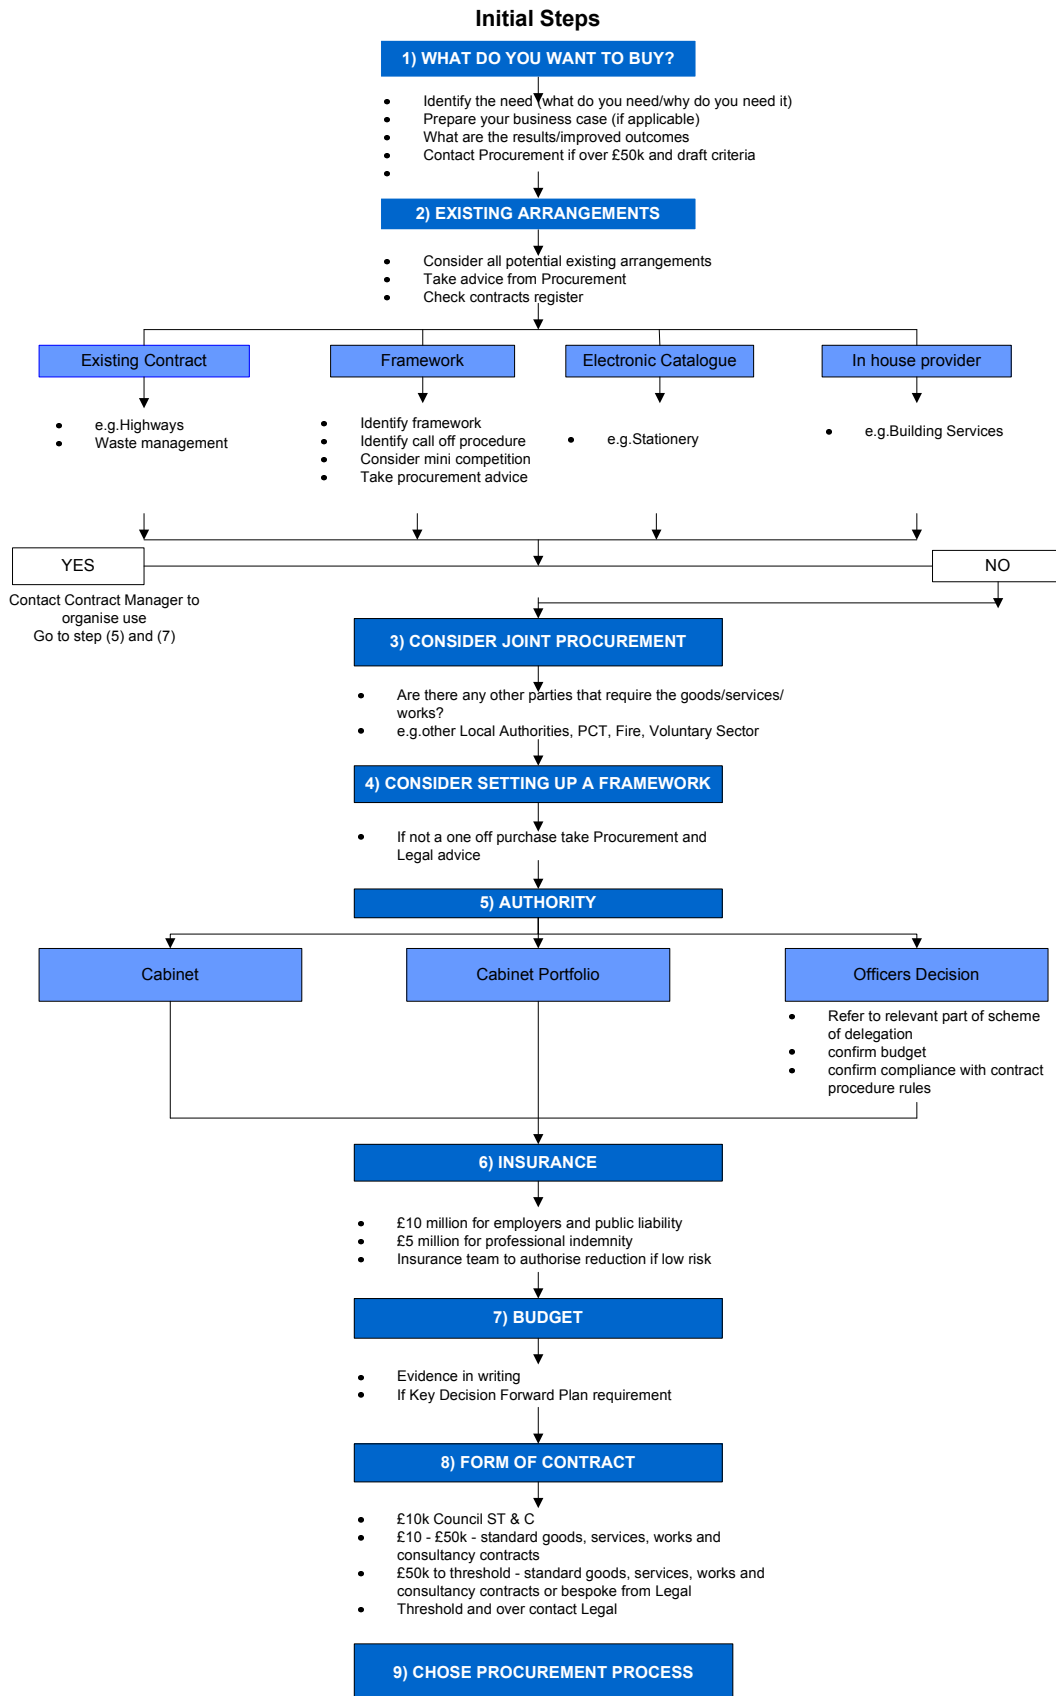 Initial Steps
1) WHAT DO YOU WANT TO BUY?
• Identify the need (what do you need/why do you need it)
• Prepare your business case (if applicable)
• What are the results/improved outcomes
• Contact Procurement if over £50k and draft criteria
•
2) EXISTING ARRANGEMENTS
• Consider all potential existing arrangements
• Take advice from Procurement
• Check contracts register
Existing Contract
Framework
Electronic Catalogue
In house provider
• e.g.Highways
• Waste management
• Identify framework
• Identify call off procedure
• Consider mini competition
• Take procurement advice
• e.g.Stationery
• e.g.Building Services
YES
NO
Contact Contract Manager to
organise use
Go to step (5) and (7)
3) CONSIDER JOINT PROCUREMENT
• Are there any other parties that require the goods/services/
works?
• e.g.other Local Authorities, PCT, Fire, Voluntary Sector
4) CONSIDER SETTING UP A FRAMEWORK
• If not a one off purchase take Procurement and
Legal advice
5) AUTHORITY
Cabinet
Cabinet Portfolio
Officers Decision
• Refer to relevant part of scheme
of delegation
• confirm budget
• confirm compliance with contract
procedure rules
6) INSURANCE
• £10 million for employers and public liability
• £5 million for professional indemnity
• Insurance team to authorise reduction if low risk
7) BUDGET
• Evidence in writing
• If Key Decision Forward Plan requirement
8) FORM OF CONTRACT
• £10k Council ST & C
• £10 - £50k - standard goods, services, works and
consultancy contracts
• £50k to threshold - standard goods, services, works and
consultancy contracts or bespoke from Legal
• Threshold and over contact Legal
9) CHOSE PROCUREMENT PROCESS